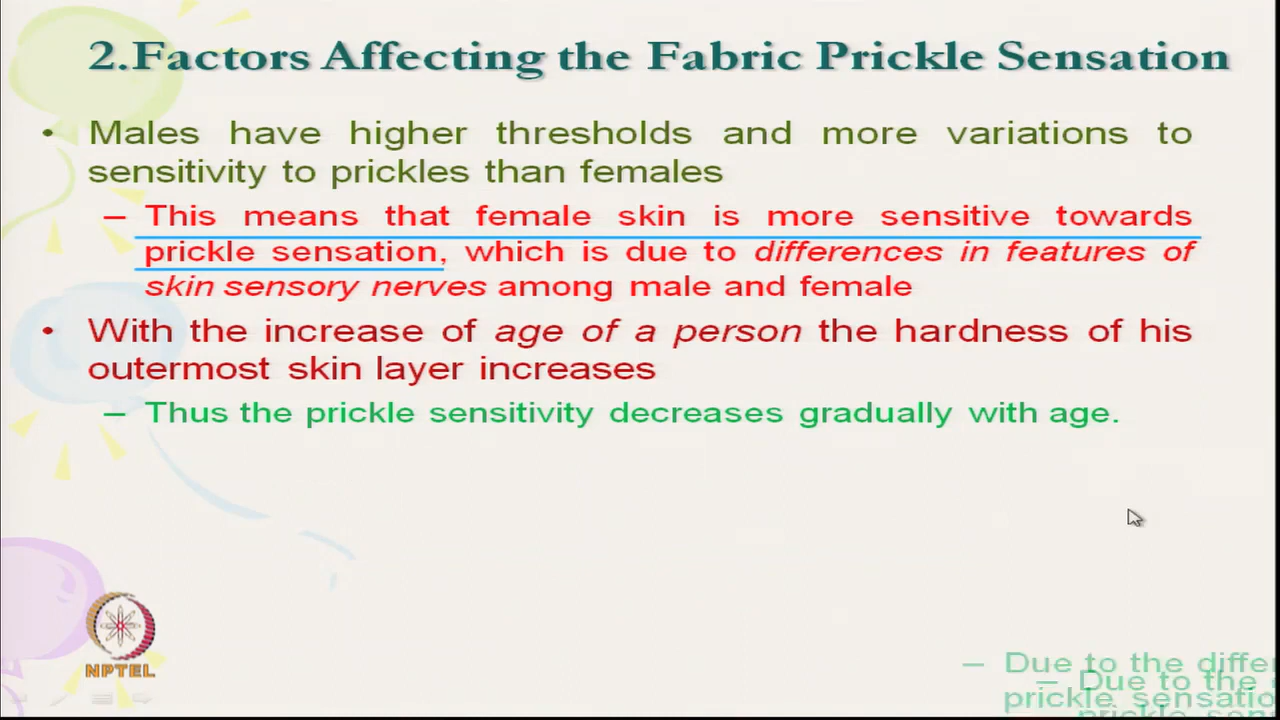 2.Factors Affecting the Fabric Prickle Sensation
• Males have higher thresholds and more variations to
sensitivity to prickles than females
– This means that female skin is more sensitive towards
prickle sensation, which is due to differences in features of
skin sensory nerves among male and female
• With the increase of age of a person the hardness of his
outermost skin layer increases
– Thus the prickle sensitivity decreases gradually with age.
NPTEL
– Due to the differ
– Due to the
prickle sensatio
prickle sens